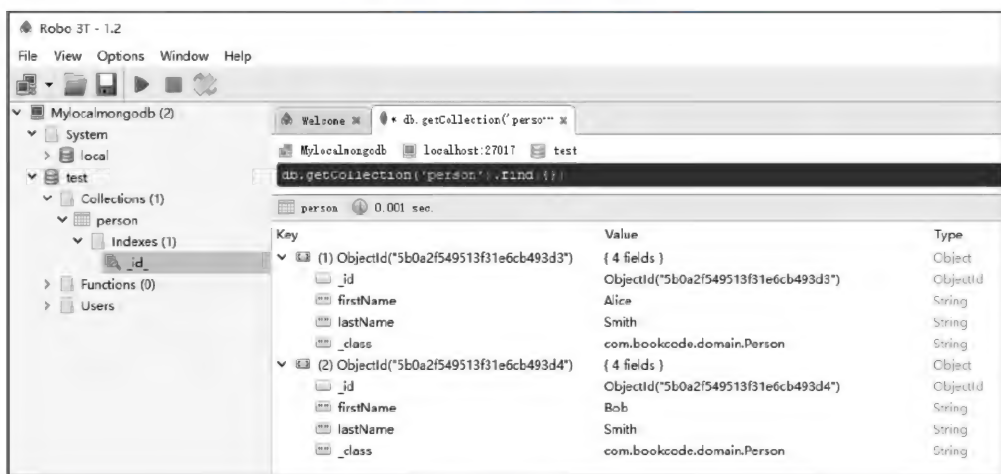 Robo 3T - 1.2
File View Options Window Help
Mylocalmongodb (2)
System
local
test
Collections (1)
person
Indexes (1)
_id_
Functions (0)
Users
Welcome db.getCollection('perso…
Mylocalmongodb localhost:27017 test
db.getCollection('person').find({})
person 0.001 sec.
Key Value Type
(1) ObjectId("5b0a2f549513f31e6cb493d3") { 4 fields } Object
_id ObjectId("5b0a2f549513f31e6cb493d3") ObjectId
firstName Alice String
lastName Smith String
_class com.bookcode.domain.Person String
(2) ObjectId("5b0a2f549513f31e6cb493d4") { 4 fields } Object
_id ObjectId("5b0a2f549513f31e6cb493d4") ObjectId
firstName Bob String
lastName Smith String
_class com.bookcode.domain.Person String